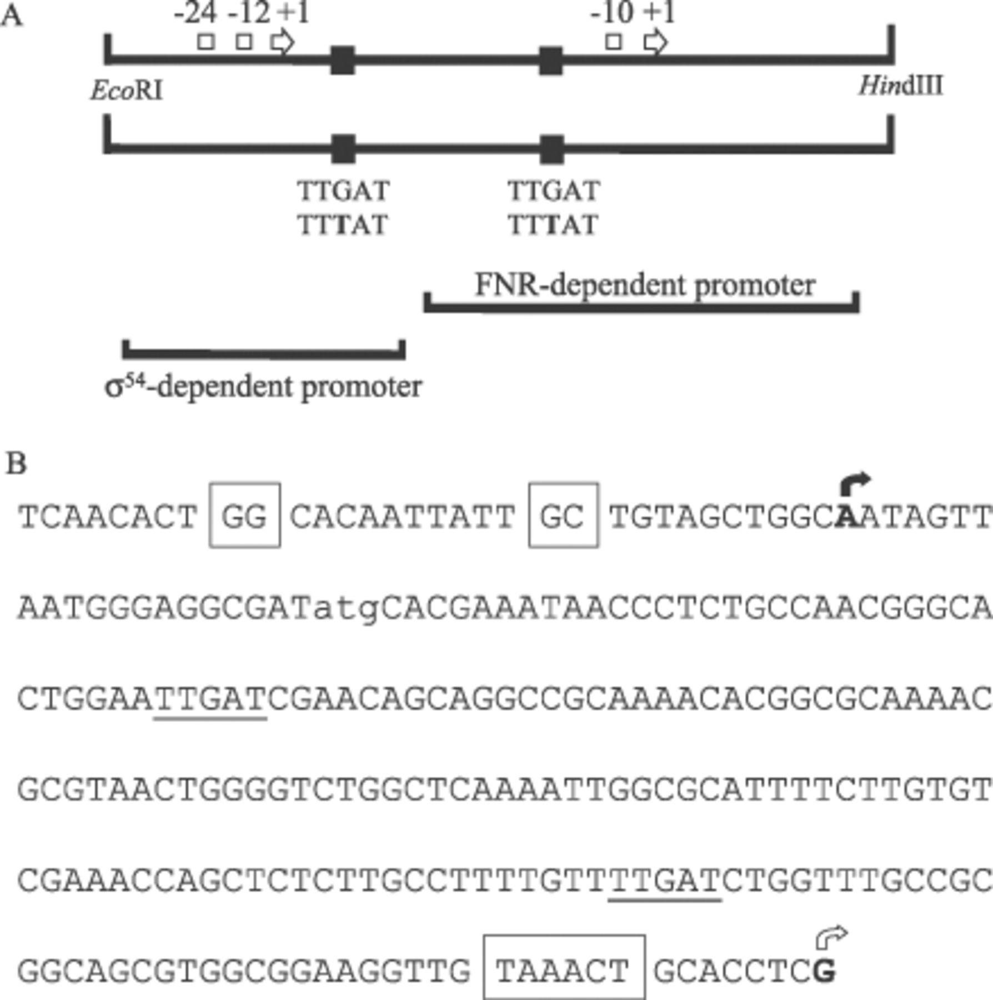 A
-24 -12 +1 -10 +1
EcoRI HindIII
TTGAT TTGAT
TTTAT TTTAT
FNR-dependent promoter
σ54-dependent promoter
B
TCAACACT GG CACAATTATT GC TGTAGCTGGCAATAGTT
AATGGGAGGCGATatgCACGAAATAACCCTCTGCCAACGGGCA
CTGGAATTGATCGAACAGCAGGCCGCAAAACACGGCGCAAAAC
GCGTAACTGGGGTCTGGCTCAAAATTGGCGCATTTTCTTGTGT
CGAAACCAGCTCTCTTGCCTTTTGTTTTGATCTGGTTTGCCGC
GGCAGCGTGGCGGAAGGTTG TAAACT GCACCTCG